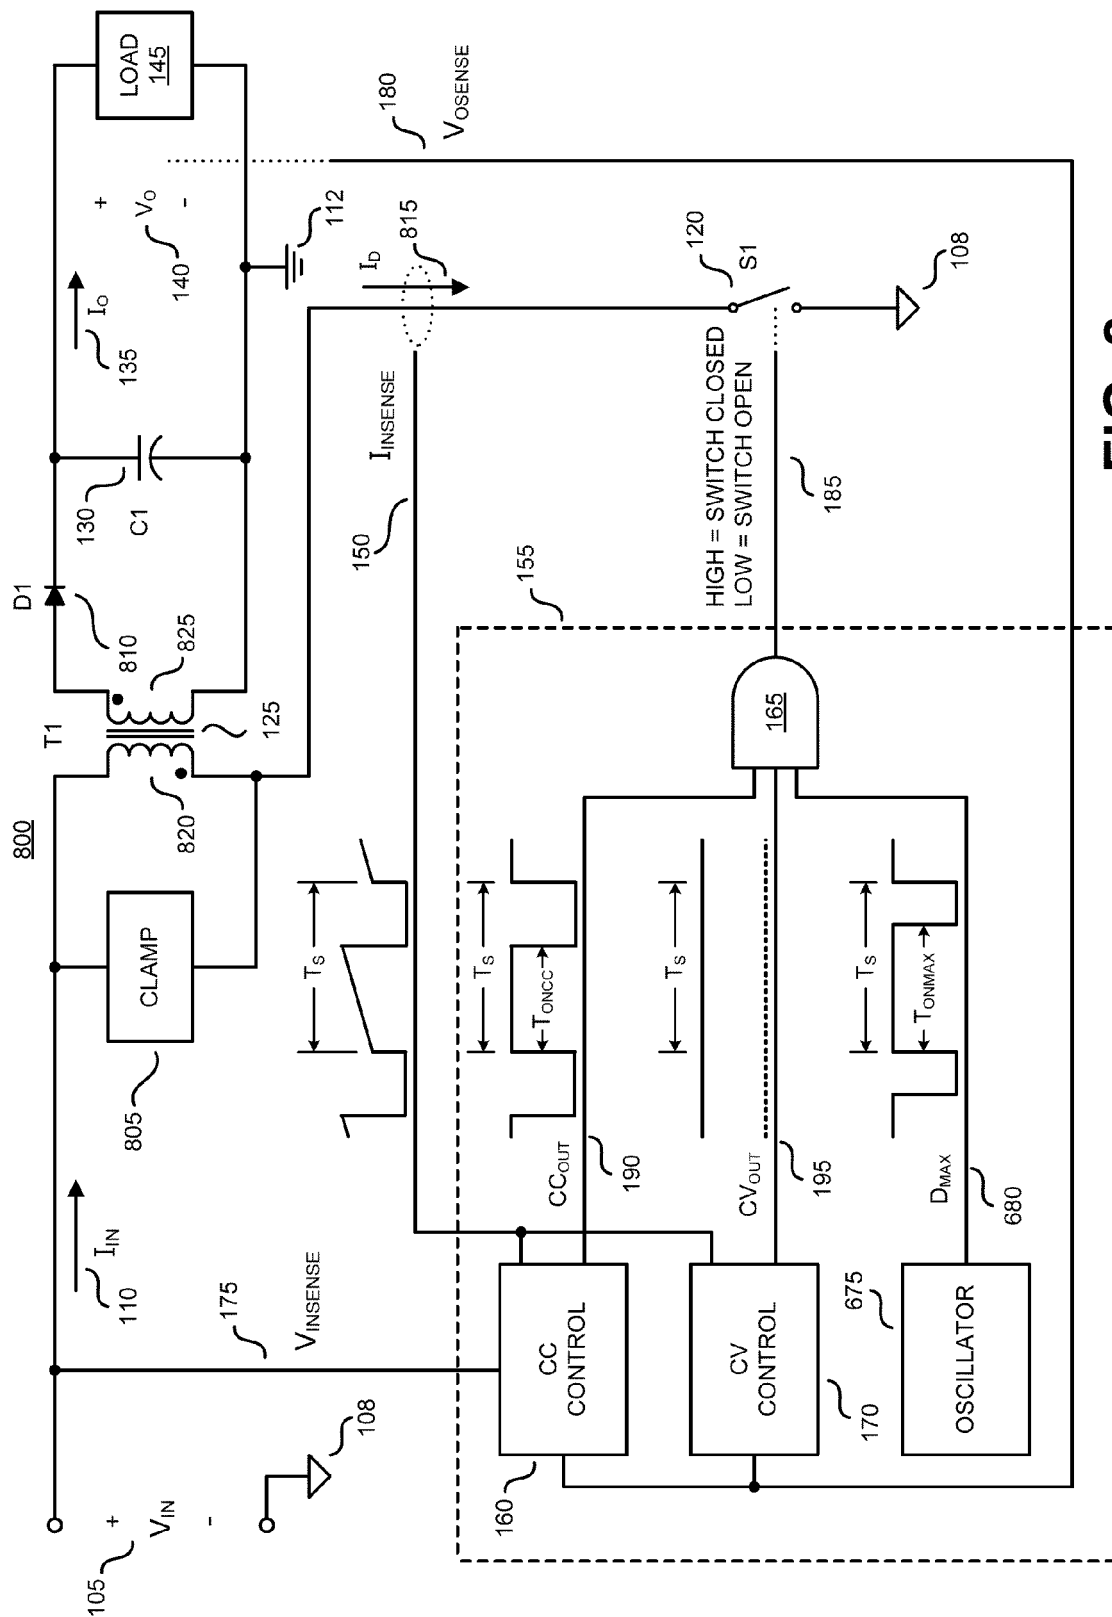 800
105
V_IN
+
-
108
110
I_IN
175
V_INSENSE
805
CLAMP
T1
820
125
825
D1
810
130
C1
135
I_O
140
+
V_O
-
112
LOAD
145
180
V_OSENSE
I_D
815
150
I_INSENSE
120
S1
108
HIGH = SWITCH CLOSED
LOW = SWITCH OPEN
185
155
165
T_S
T_S
T_ONCC
T_S
T_S
T_ONMAX
CC_OUT
190
CV_OUT
195
D_MAX
680
CC
CONTROL
160
CV
CONTROL
170
675
OSCILLATOR